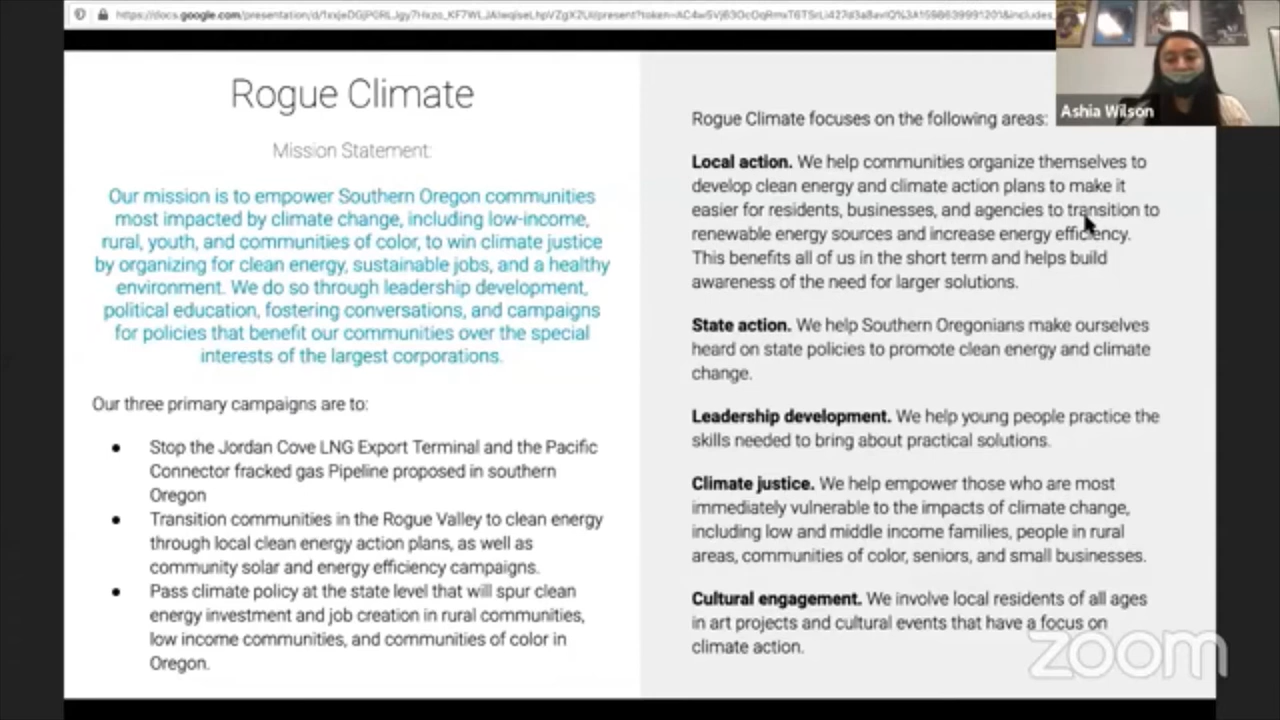 Rogue Climate
Mission Statement:
Our mission is to empower Southern Oregon communities
most impacted by climate change, including low-income,
rural, youth, and communities of color, to win climate justice
by organizing for clean energy, sustainable jobs, and a healthy
environment. We do so through leadership development,
political education, fostering conversations, and campaigns
for policies that benefit our communities over the special
interests of the largest corporations.
Our three primary campaigns are to:
● Stop the Jordan Cove LNG Export Terminal and the Pacific
Connector fracked gas Pipeline proposed in southern
Oregon
● Transition communities in the Rogue Valley to clean energy
through local clean energy action plans, as well as
community solar and energy efficiency campaigns.
● Pass climate policy at the state level that will spur clean
energy investment and job creation in rural communities,
low income communities, and communities of color in
Oregon.
Rogue Climate focuses on the following areas:
Local action. We help communities organize themselves to
develop clean energy and climate action plans to make it
easier for residents, businesses, and agencies to transition to
renewable energy sources and increase energy efficiency.
This benefits all of us in the short term and helps build
awareness of the need for larger solutions.
State action. We help Southern Oregonians make ourselves
heard on state policies to promote clean energy and climate
change.
Leadership development. We help young people practice the
skills needed to bring about practical solutions.
Climate justice. We help empower those who are most
immediately vulnerable to the impacts of climate change,
including low and middle income families, people in rural
areas, communities of color, seniors, and small businesses.
Cultural engagement. We involve local residents of all ages
in art projects and cultural events that have a focus on
climate action.
Ashia Wilson
zoom